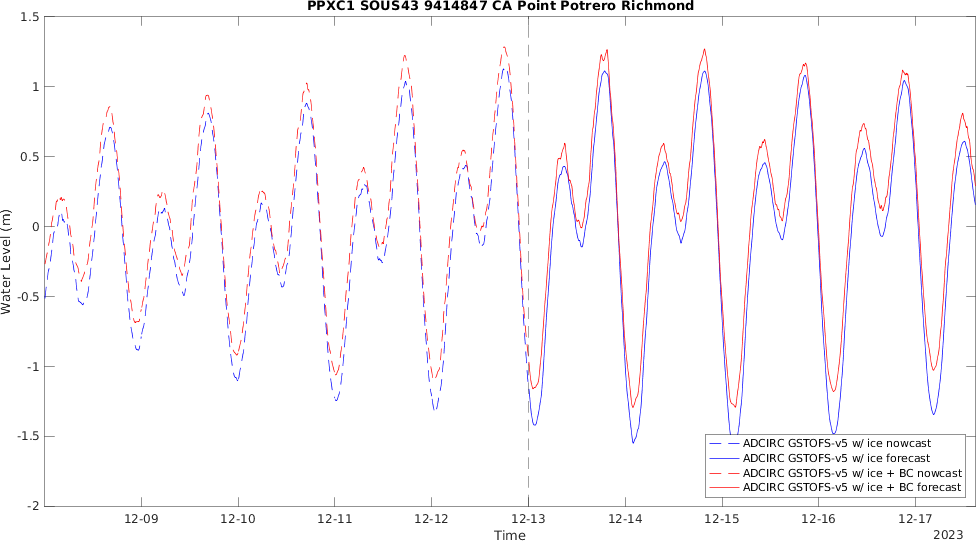 PPXC1 SOUS43 9414847 CA Point Potrero Richmond
1.5
1
0.5
0
-0.5
-1
-1.5
-2
Water Level (m)
12-09
12-10
12-11
12-12
12-13
12-14
12-15
12-16
12-17
Time
2023
ADCIRC GSTOFS-v5 w/ ice nowcast
ADCIRC GSTOFS-v5 w/ ice forecast
ADCIRC GSTOFS-v5 w/ ice + BC nowcast
ADCIRC GSTOFS-v5 w/ ice + BC forecast